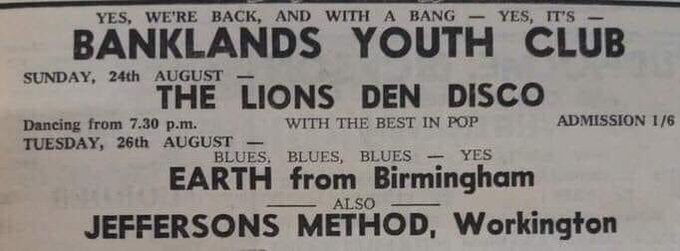 YES, WE'RE BACK, AND WITH A BANG — YES, IT'S —
BANKLANDS YOUTH CLUB
SUNDAY, 24th AUGUST —
THE LIONS DEN DISCO
Dancing from 7.30 p.m. WITH THE BEST IN POP ADMISSION 1/6
TUESDAY, 26th AUGUST —
BLUES, BLUES, BLUES — YES
EARTH from Birmingham
—— ALSO ——
JEFFERSONS METHOD, Workington